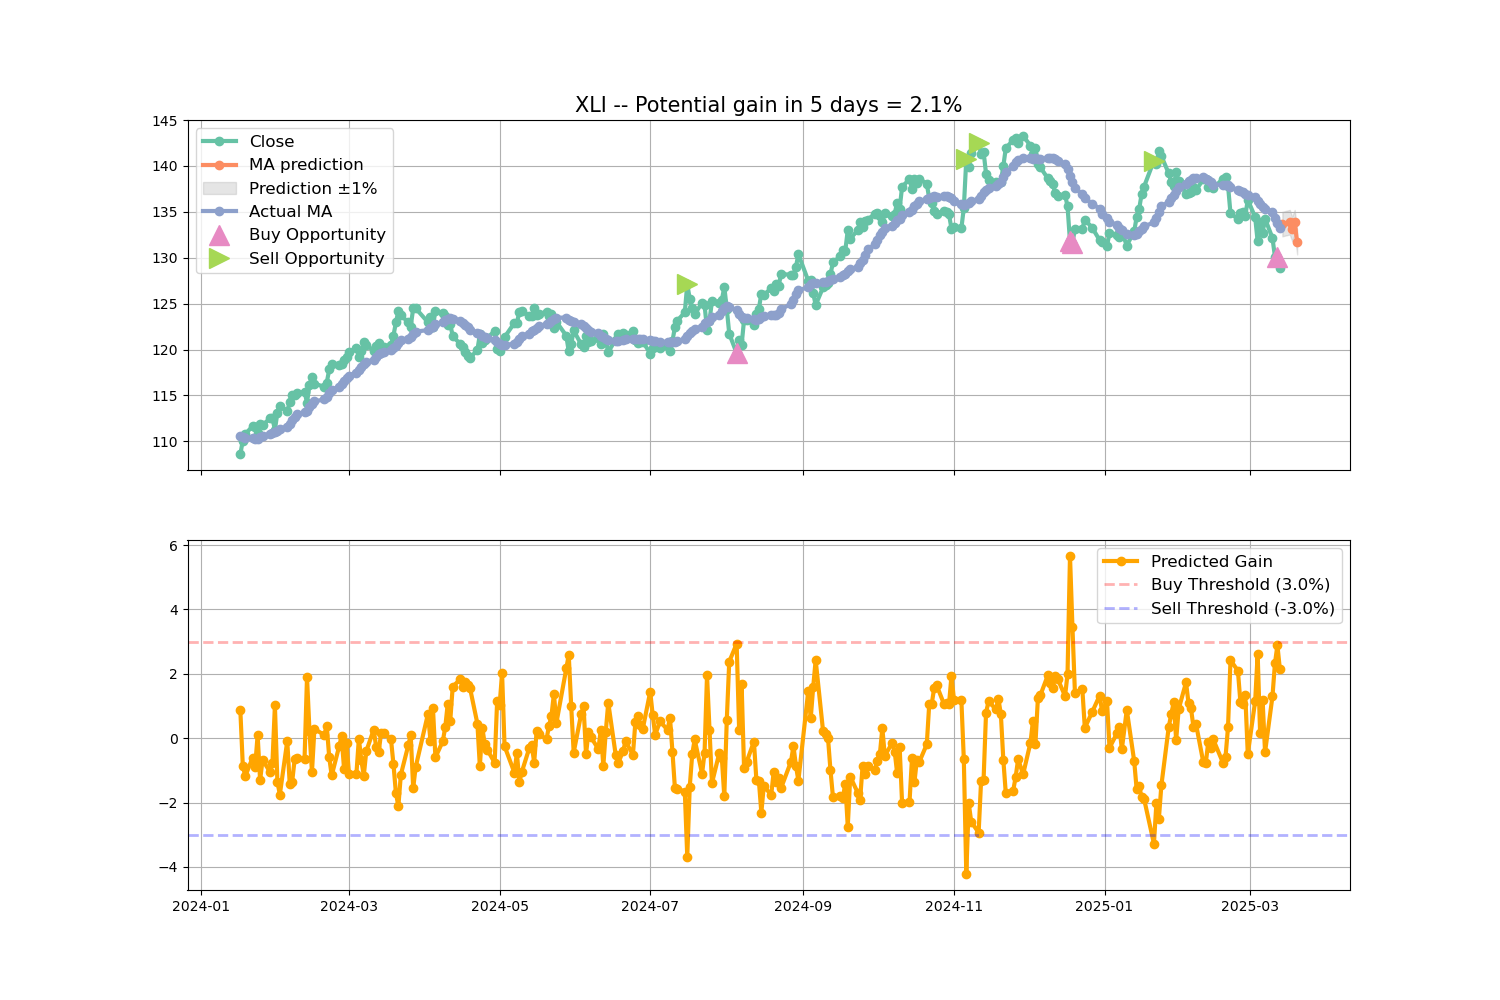 XLI -- Potential gain in 5 days = 2.1%
145
140
135
130
125
120
115
110
Close
MA prediction
Prediction ±1%
Actual MA
Buy Opportunity
Sell Opportunity
6
4
2
0
−2
−4
Predicted Gain
Buy Threshold (3.0%)
Sell Threshold (-3.0%)
2024-01
2024-03
2024-05
2024-07
2024-09
2024-11
2025-01
2025-03